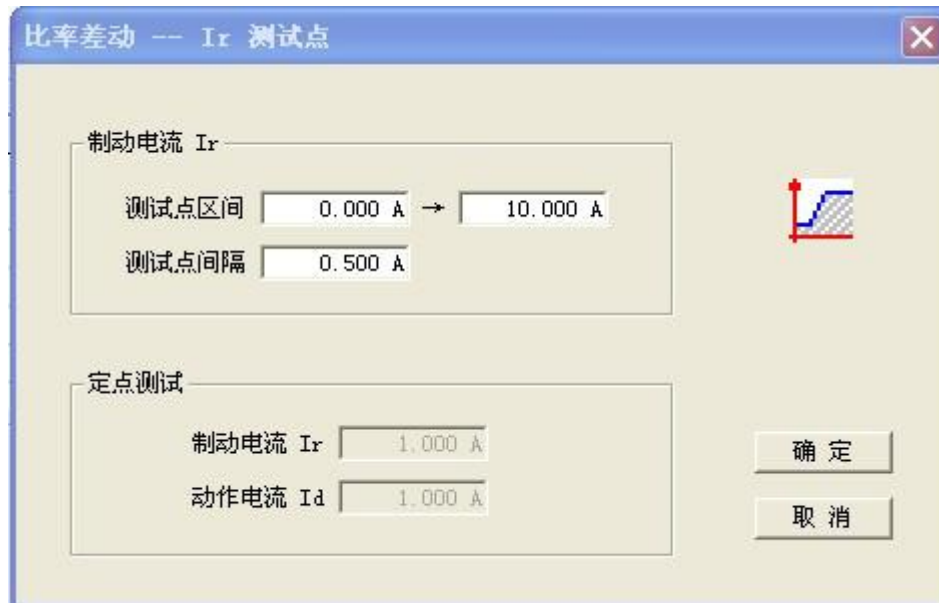 比率差动 -- Ir 测试点
制动电流 Ir
测试点区间 0.000 A → 10.000 A
测试点间隔 0.500 A
定点测试
制动电流 Ir 1.000 A
动作电流 Id 1.000 A
确 定
取 消